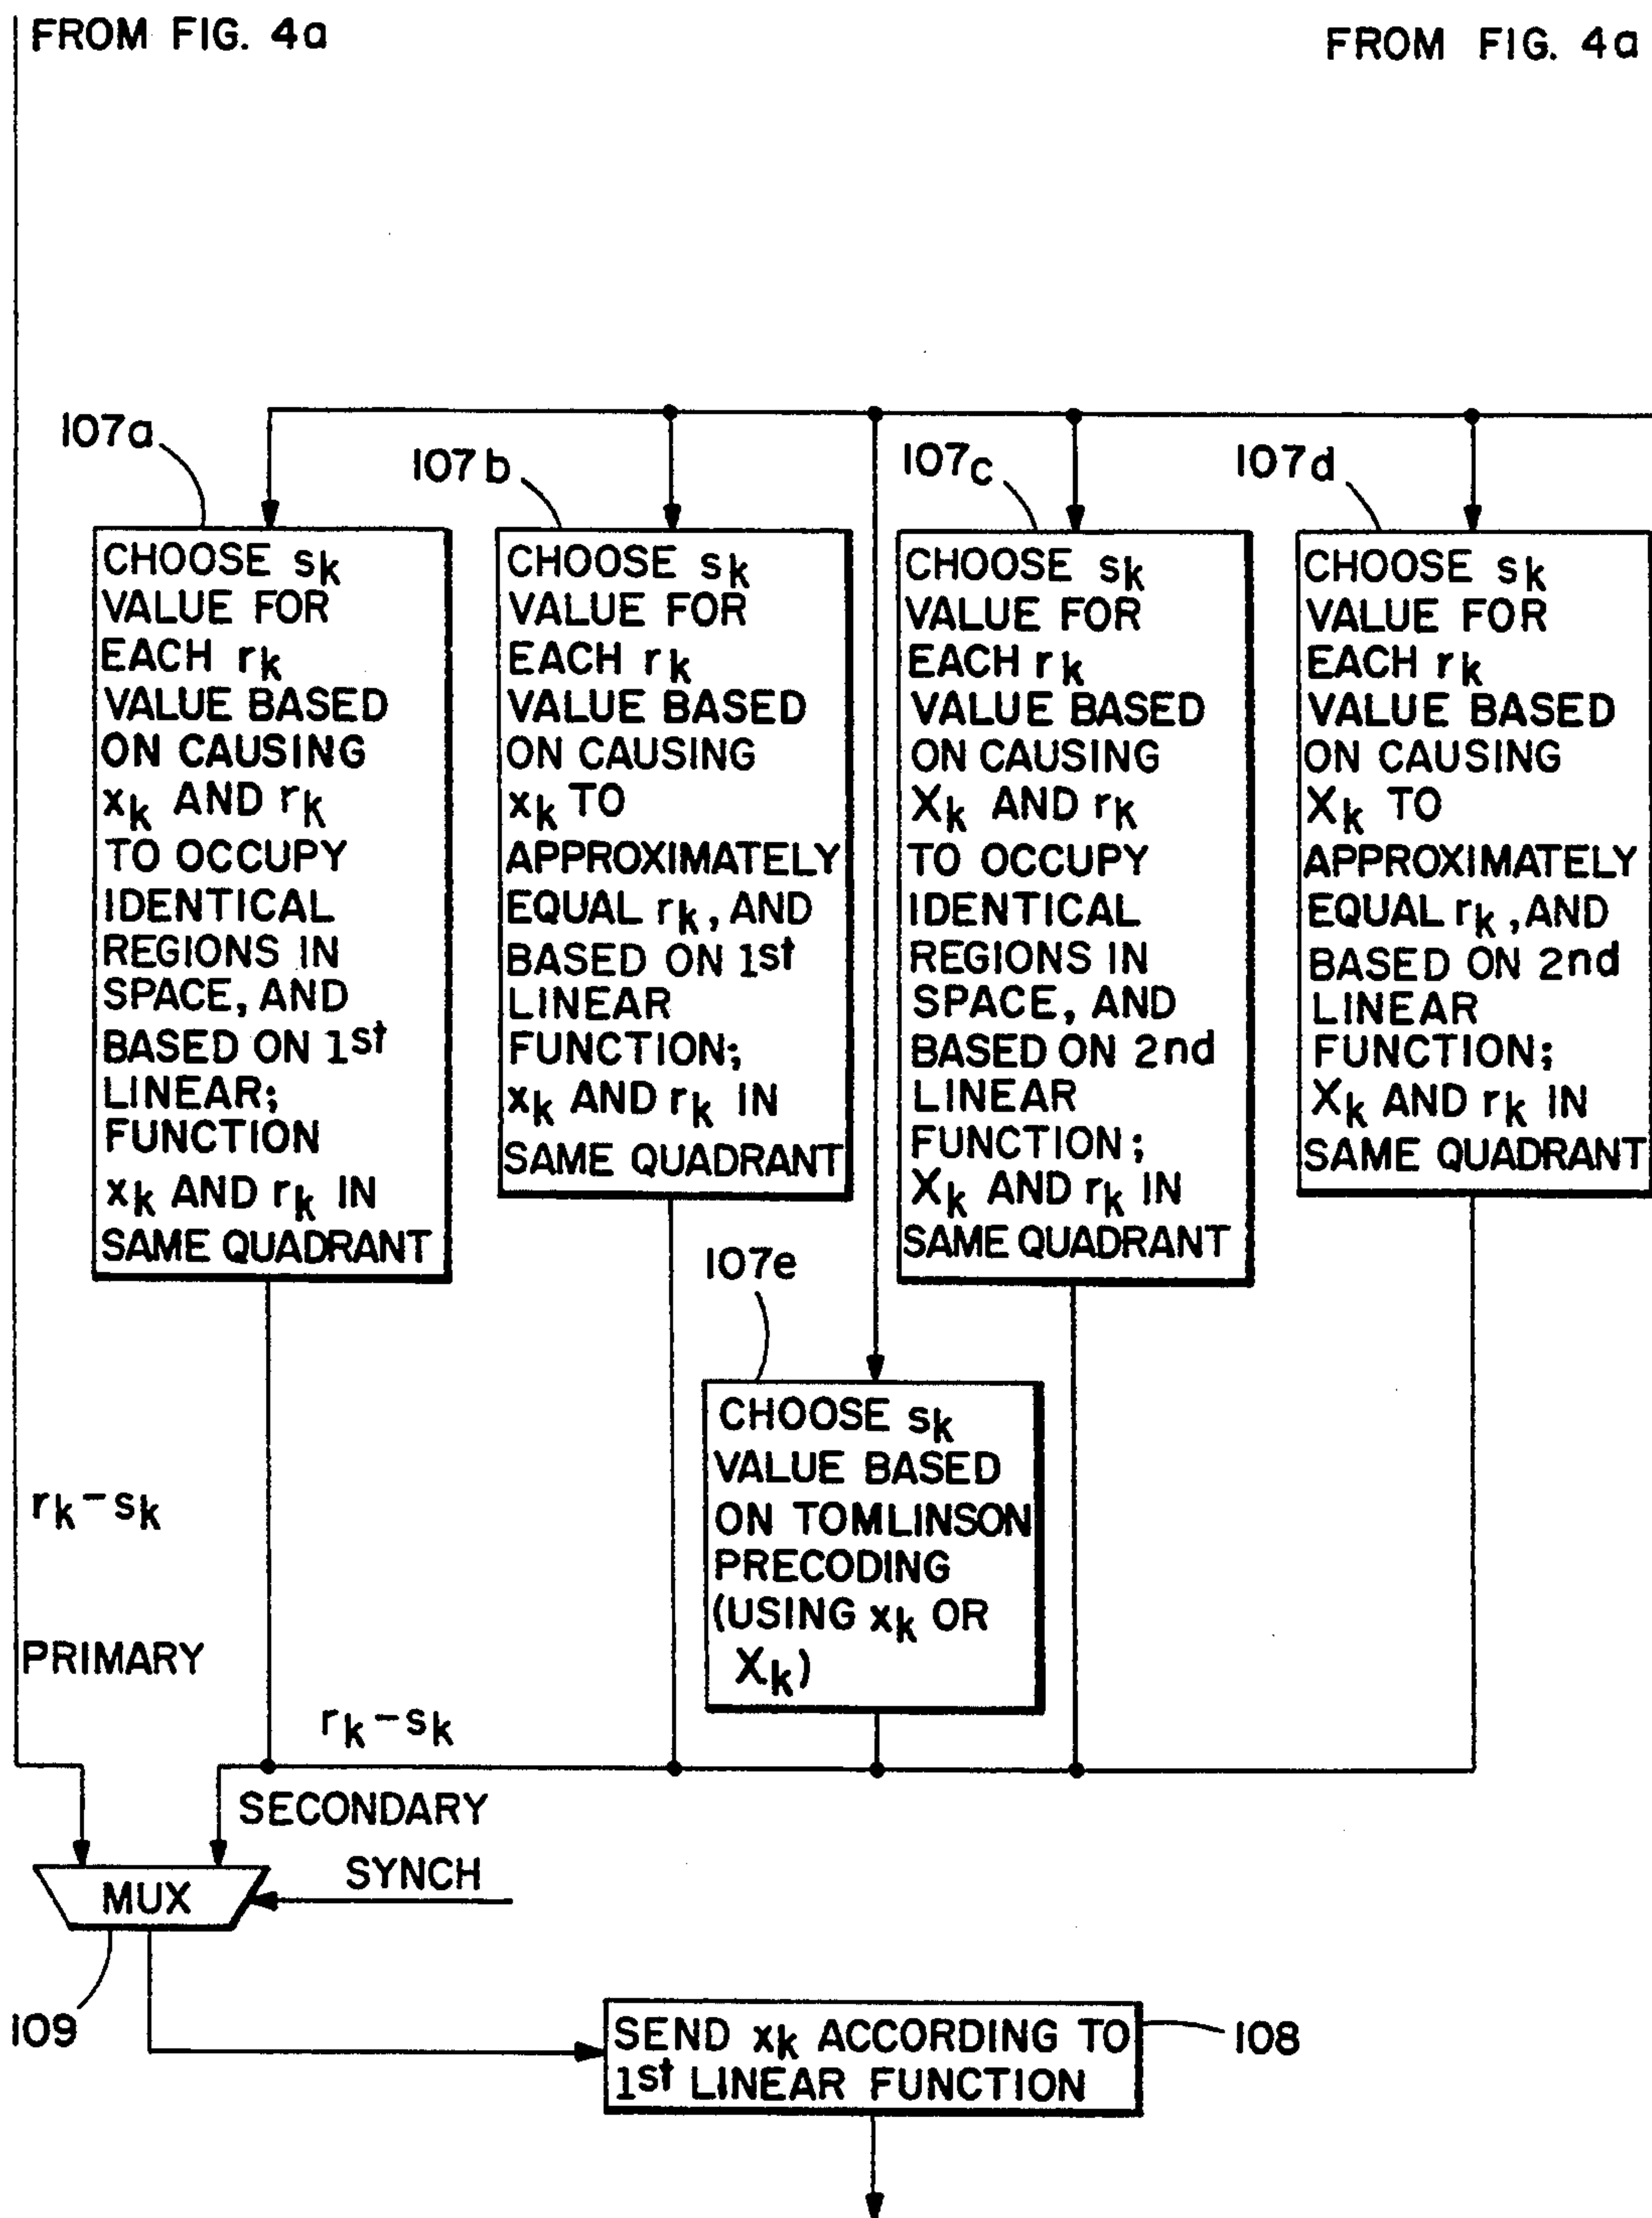 FROM FIG. 4a
FROM FIG. 4a
107a
107b
107c
107d
CHOOSE sk
VALUE FOR
EACH rk
VALUE BASED
ON CAUSING
xk AND rk
TO OCCUPY
IDENTICAL
REGIONS IN
SPACE, AND
BASED ON 1st
LINEAR;
FUNCTION
xk AND rk IN
SAME QUADRANT
CHOOSE sk
VALUE FOR
EACH rk
VALUE BASED
ON CAUSING
xk TO
APPROXIMATELY
EQUAL rk, AND
BASED ON 1st
LINEAR
FUNCTION;
xk AND rk IN
SAME QUADRANT
CHOOSE sk
VALUE FOR
EACH rk
VALUE BASED
ON CAUSING
Xk AND rk
TO OCCUPY
IDENTICAL
REGIONS IN
SPACE, AND
BASED ON 2nd
LINEAR
FUNCTION;
Xk AND rk IN
SAME QUADRANT
CHOOSE sk
VALUE FOR
EACH rk
VALUE BASED
ON CAUSING
Xk TO
APPROXIMATELY
EQUAL rk, AND
BASED ON 2nd
LINEAR
FUNCTION;
Xk AND rk IN
SAME QUADRANT
107e
CHOOSE sk
VALUE BASED
ON TOMLINSON
PRECODING
(USING xk OR
Xk)
rk-sk
PRIMARY
rk-sk
SECONDARY
SYNCH
MUX
109
SEND xk ACCORDING TO
1st LINEAR FUNCTION
108